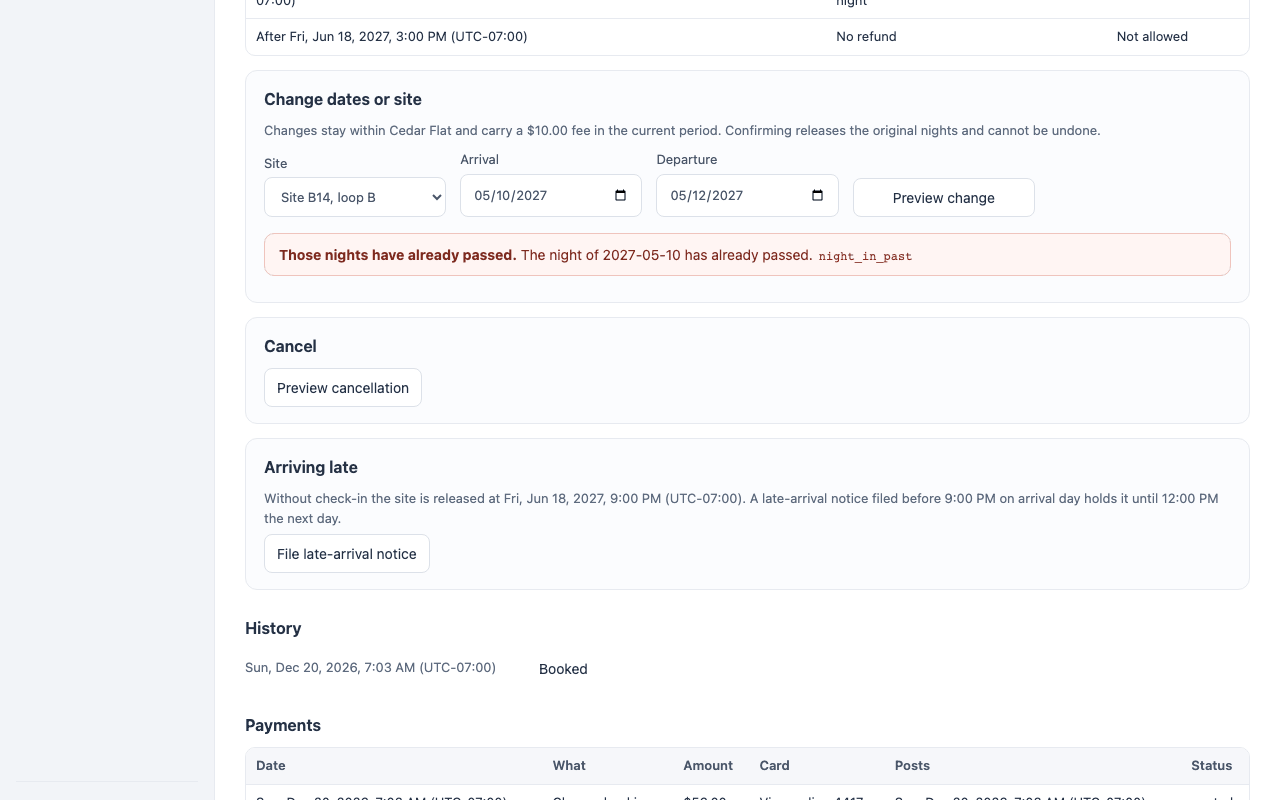 After Fri, Jun 18, 2027, 3:00 PM (UTC-07:00) No refund Not allowed
Change dates or site
Changes stay within Cedar Flat and carry a $10.00 fee in the current period. Confirming releases the original nights and cannot be undone.
Site Arrival Departure
Site B14, loop B 05/10/2027 05/12/2027 Preview change
Those nights have already passed. The night of 2027-05-10 has already passed. night_in_past
Cancel
Preview cancellation
Arriving late
Without check-in the site is released at Fri, Jun 18, 2027, 9:00 PM (UTC-07:00). A late-arrival notice filed before 9:00 PM on arrival day holds it until 12:00 PM
the next day.
File late-arrival notice
History
Sun, Dec 20, 2026, 7:03 AM (UTC-07:00) Booked
Payments
Date What Amount Card Posts Status